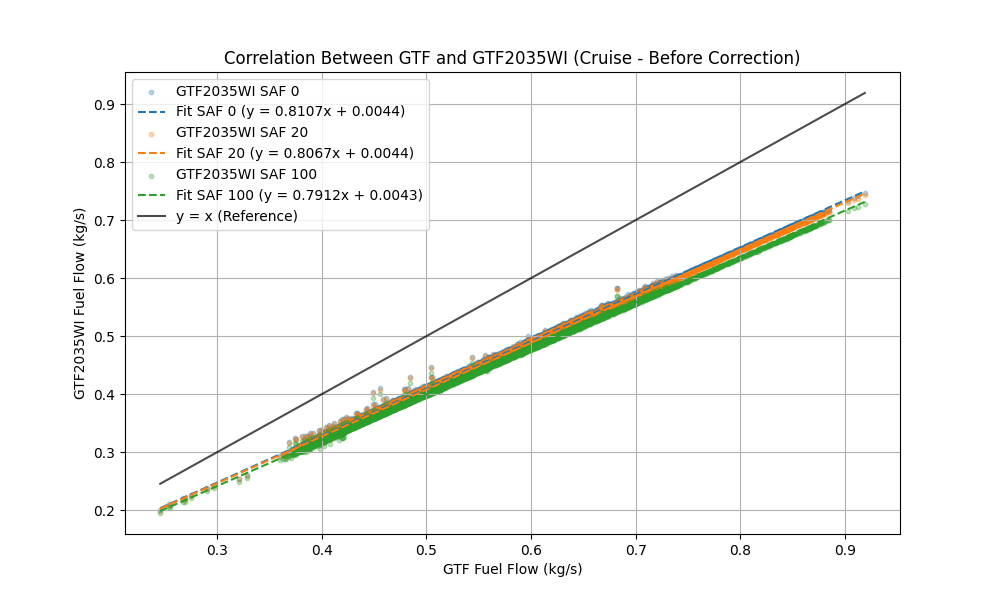 Correlation Between GTF and GTF2035WI (Cruise - Before Correction)
GTF2035WI SAF 0
Fit SAF 0 (y = 0.8107x + 0.0044)
GTF2035WI SAF 20
Fit SAF 20 (y = 0.8067x + 0.0044)
GTF2035WI SAF 100
Fit SAF 100 (y = 0.7912x + 0.0043)
y = x (Reference)
GTF2035WI Fuel Flow (kg/s)
0.9
0.8
0.7
0.6
0.5
0.4
0.3
0.2
0.3 0.4 0.5 0.6 0.7 0.8 0.9
GTF Fuel Flow (kg/s)